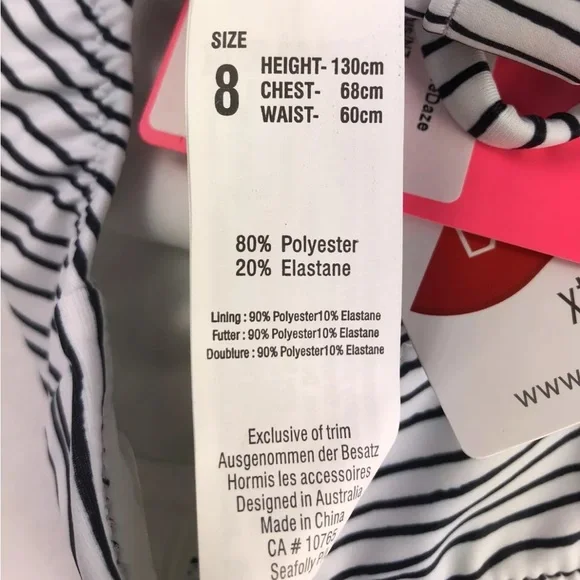 SIZE
8
HEIGHT- 130cm
CHEST- 68cm
WAIST- 60cm
80% Polyester
20% Elastane
Lining : 90% Polyester10% Elastane
Futter : 90% Polyester10% Elastane
Doublure : 90% Polyester10% Elastane
Exclusive of trim
Ausgenommen der Besatz
Hormis les accessoires
Designed in Australia
Made in China
CA #
Seafolly
Daze
www.